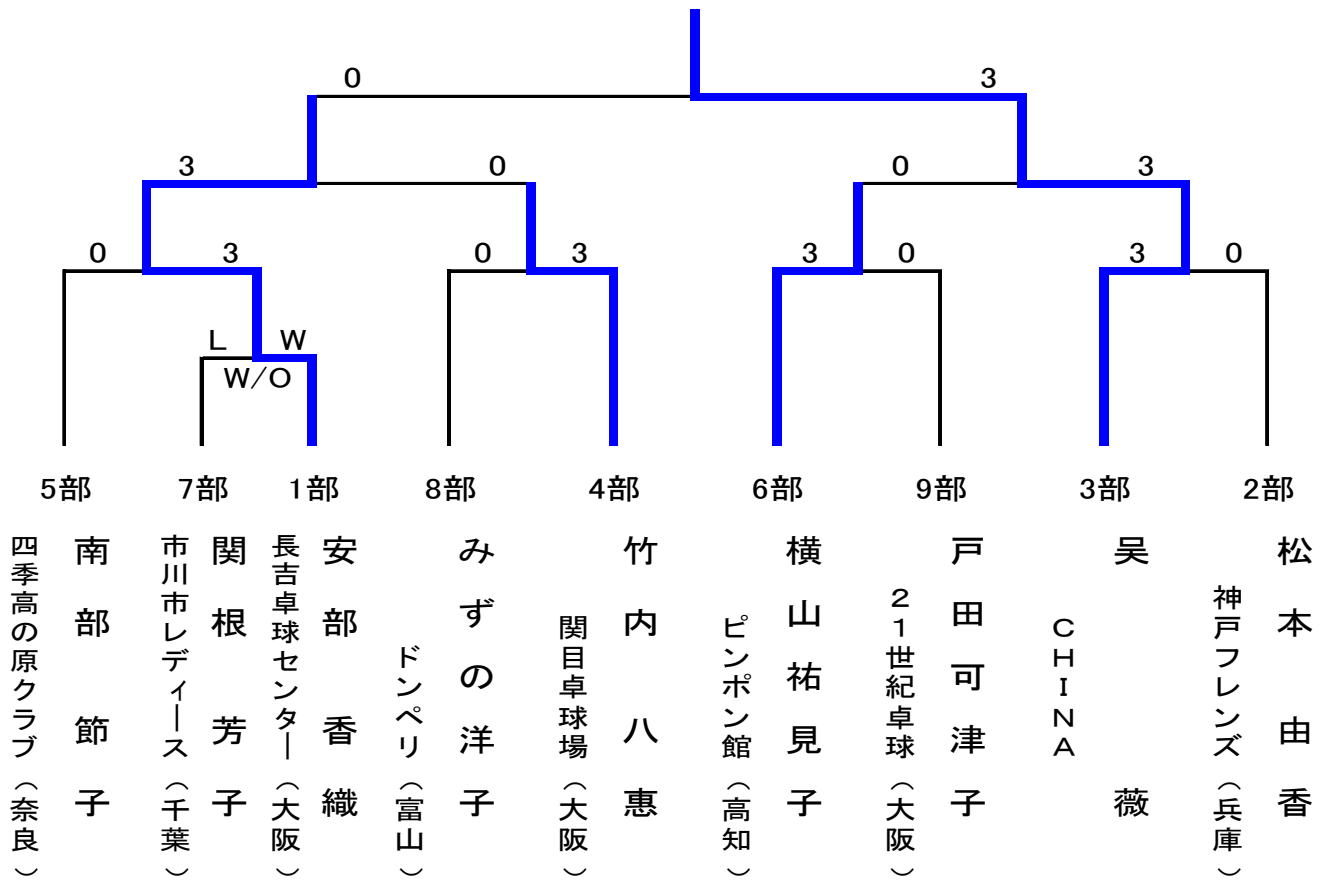 0 3
3 0 0 3
0 3 0 3 3 0 3 0
L W
W/O
5部 7部 1部 8部 4部 6部 9部 3部 2部
南部節子
四季高の原クラブ（奈良）
関根芳子
市川市レディース（千葉）
安部香織
長吉卓球センター（大阪）
みずの洋子
ドンペリ（富山）
竹内八惠
関目卓球場（大阪）
横山祐見子
ピンポン館（高知）
戸田可津子
21世紀卓球（大阪）
吴薇
CHINA
松本由香
神戸フレンズ（兵庫）